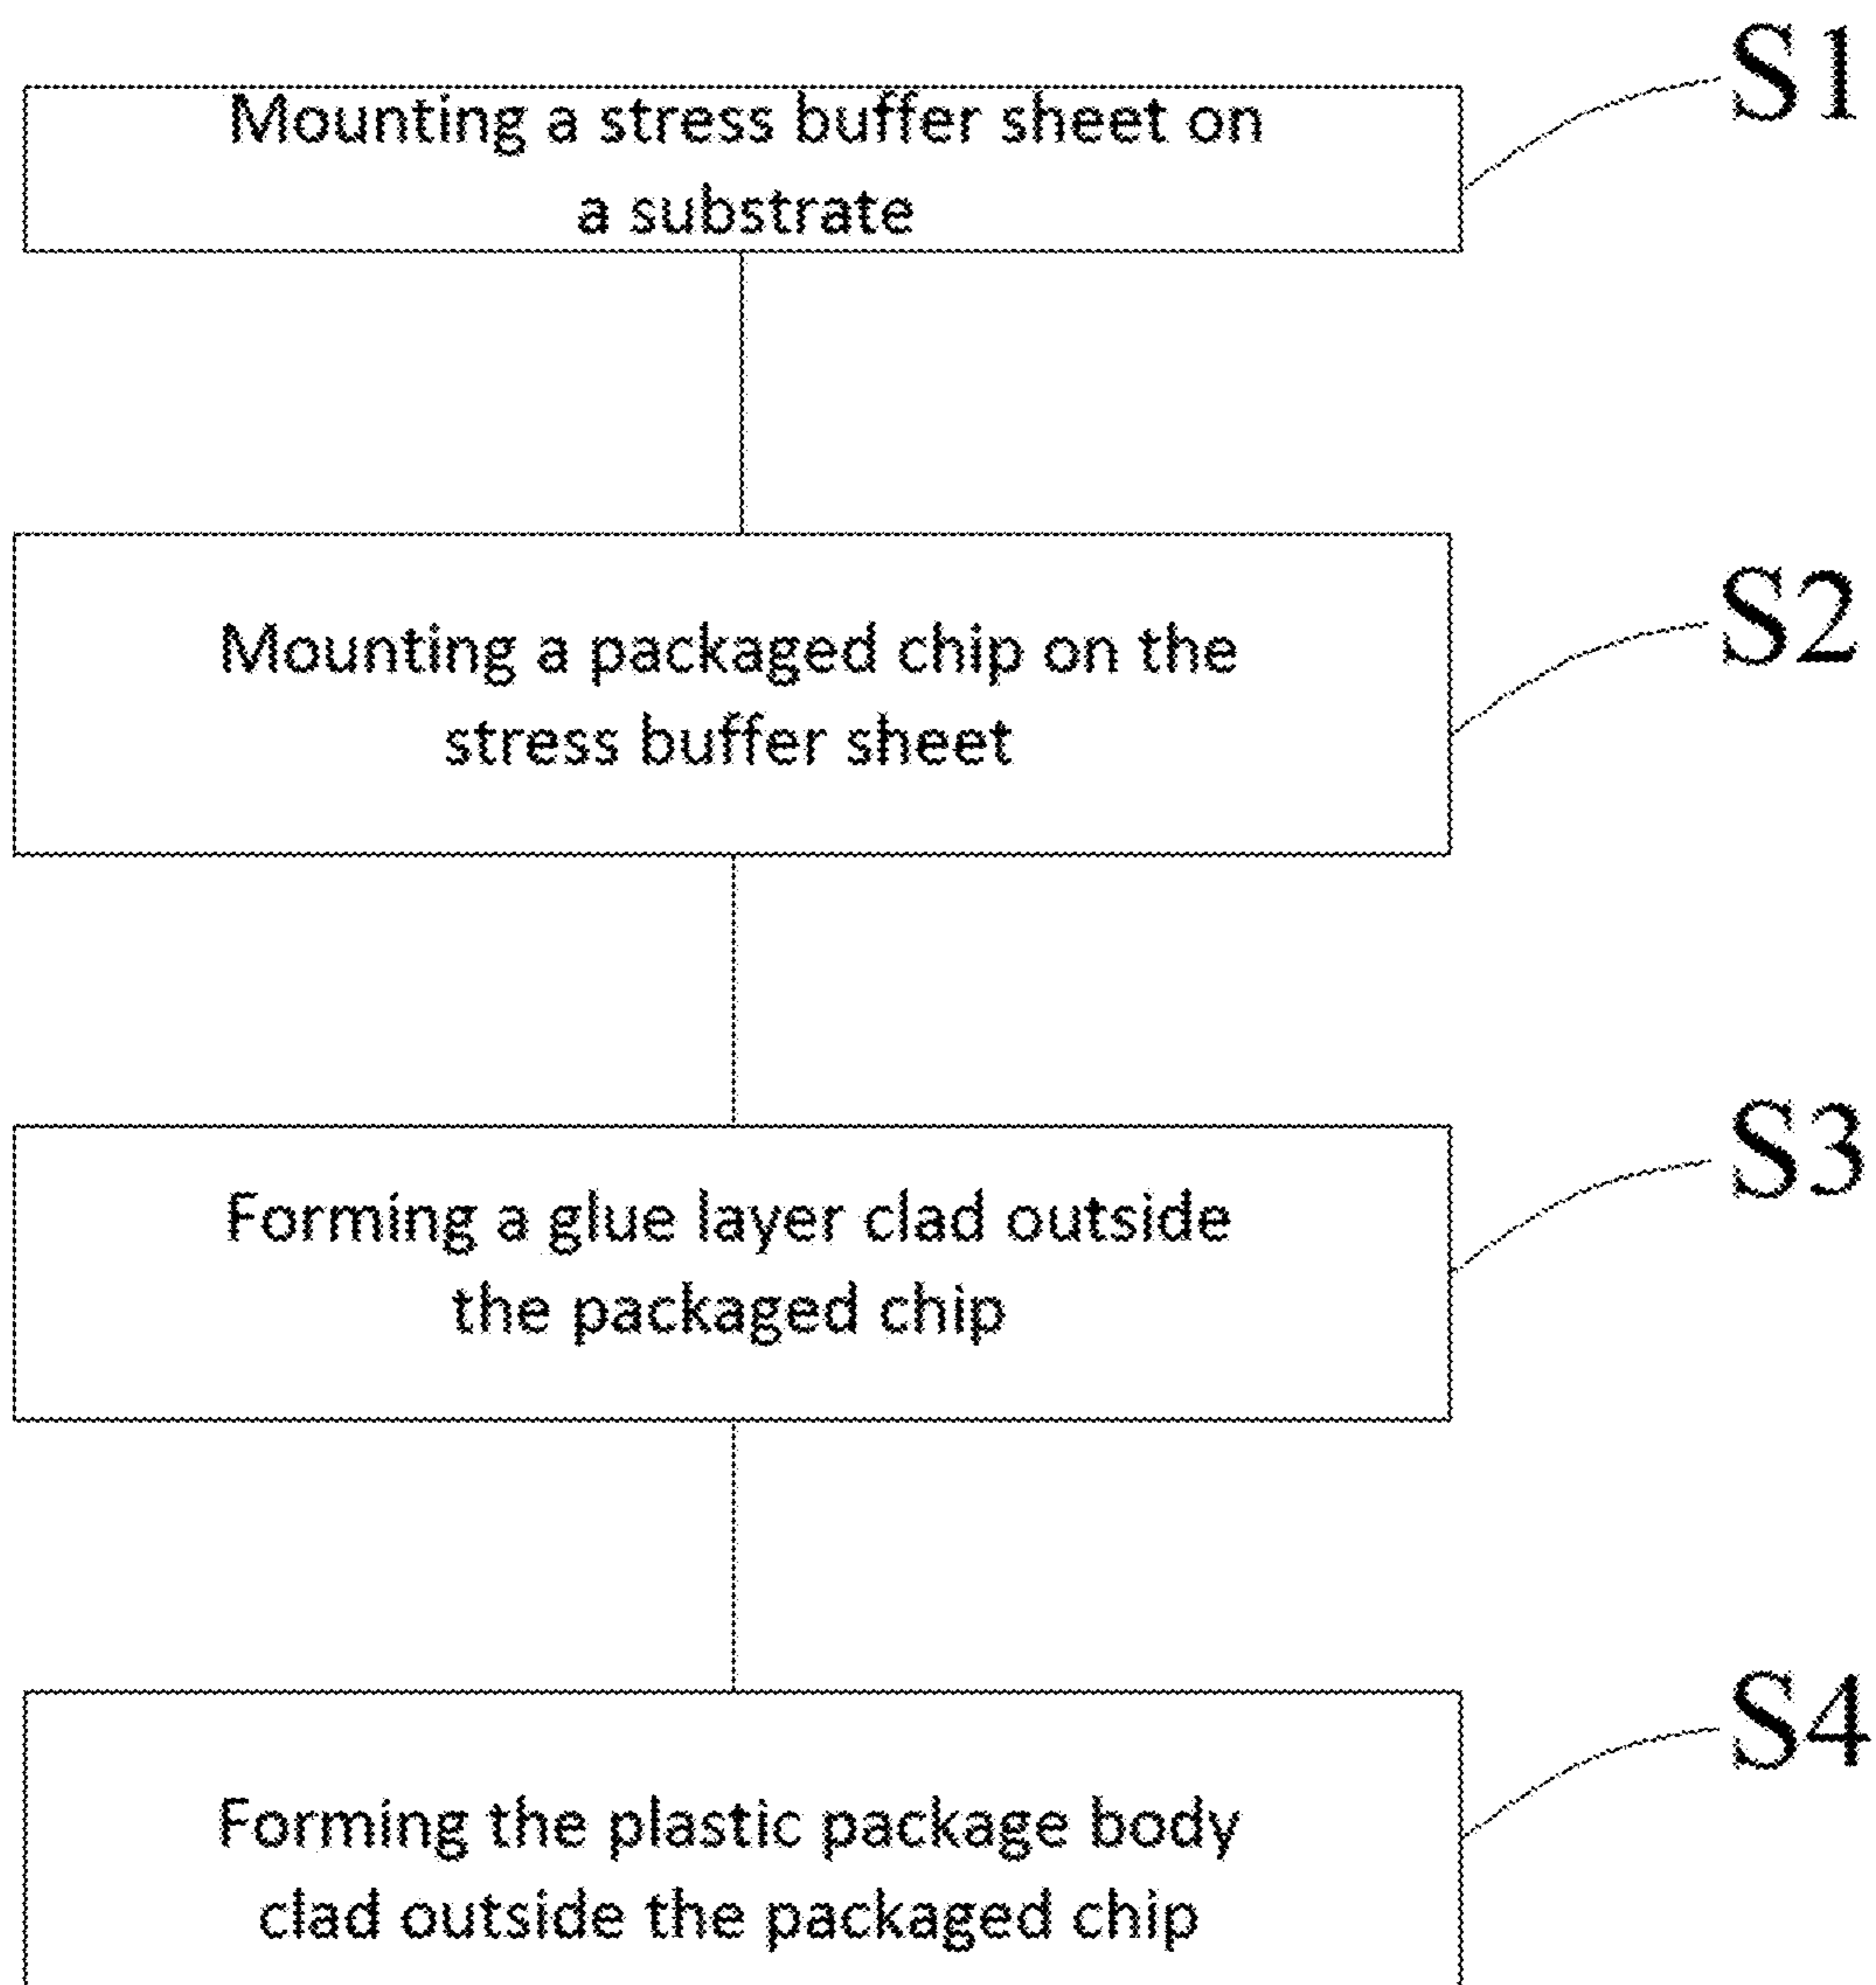 S1
Mounting a stress buffer sheet on
a substrate
S2
Mounting a packaged chip on the
stress buffer sheet
S3
Forming a glue layer clad outside
the packaged chip
S4
Forming the plastic package body
clad outside the packaged chip